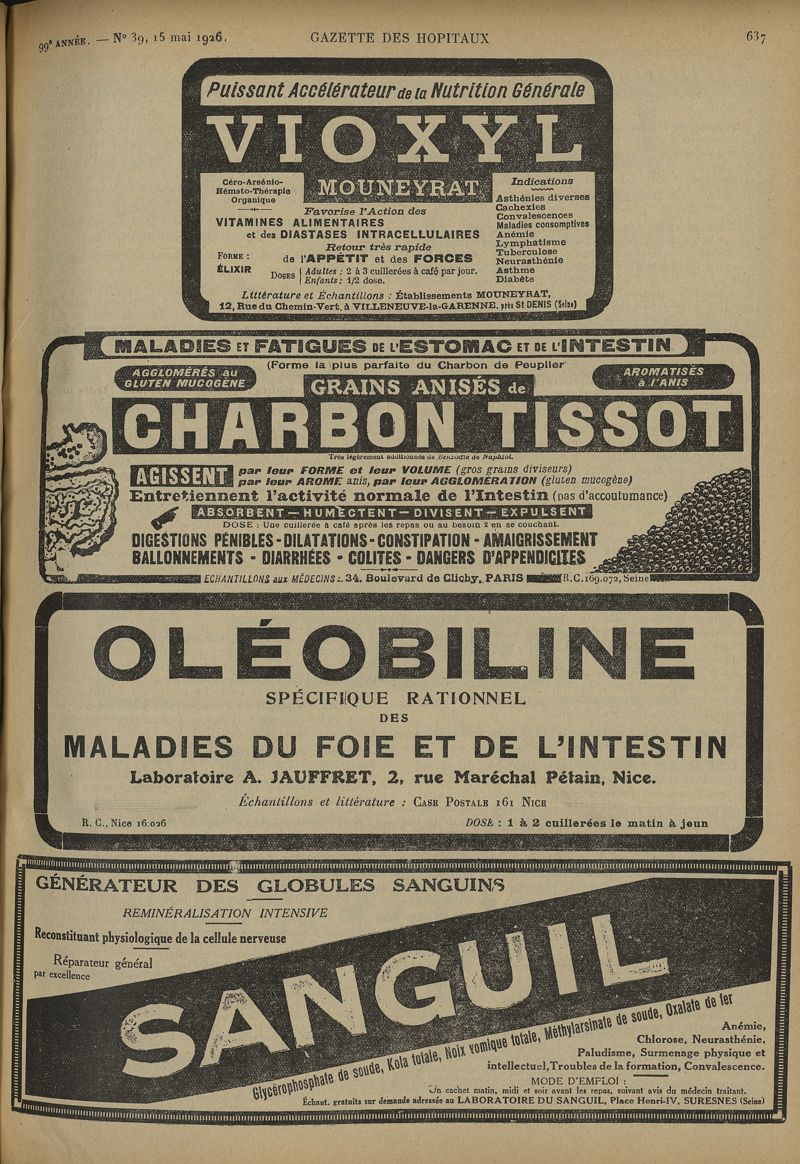 99e ANNÉE. — No 39, 15 mai 1926.
GAZETTE DES HOPITAUX
637
Puissant Accélérateur de la Nutrition Générale
VIOXYL
MOUNEYRAT
Céro-Arsénio-
Hémato-Thérapie
Organique
Favorise l'Action des
VITAMINES ALIMENTAIRES
et des DIASTASES INTRACELLULAIRES
Retour très rapide
de l'APPÉTIT et des FORCES
FORME :
ÉLIXIR
DOSES
Adultes : 2 à 3 cuillerées à café par jour.
Enfants : 1/2 dose.
Indications
Asthénies diverses
Cachexies
Convalescences
Maladies consomptives
Anémie
Lymphatisme
Tuberculose
Neurasthénie
Asthme
Diabète
Littérature et Échantillons : Établissements MOUNEYRAT,
12, Rue du Chemin-Vert, à VILLENEUVE-la-GARENNE, près St-DENIS (Seine)
MALADIES ET FATIGUES DE L'ESTOMAC ET DE L'INTESTIN
(Forme la plus parfaite du Charbon de Peuplier
AGGLOMÉRÉS au
GLUTEN MUCOGÈNE
GRAINS ANISÉS de
AROMATISÉS
à l'ANIS
CHARBON TISSOT
Très légèrement additionnés de Benzoate de Naphtol.
AGISSENT
par leur FORME et leur VOLUME (gros grains diviseurs)
par leur AROME anis, par leur AGGLOMÉRATION (gluten mucogène)
Entretiennent l'activité normale de l'Intestin (pas d'accoutumance)
ABSORBENT — HUMECTENT — DIVISENT — EXPULSENT
DOSE : Une cuillerée à café après les repas ou au besoin 2 en se couchant.
DIGESTIONS PÉNIBLES - DILATATIONS - CONSTIPATION - AMAIGRISSEMENT
BALLONNEMENTS - DIARRHÉES - COLITES - DANGERS D'APPENDICITES
ECHANTILLONS aux MÉDECINS : 34, Boulevard de Clichy, PARIS R.C. 169.072, Seine
OLÉOBILINE
SPÉCIFIQUE RATIONNEL
DES
MALADIES DU FOIE ET DE L'INTESTIN
Laboratoire A. JAUFFRET, 2, rue Maréchal Pétain, Nice.
Échantillons et littérature : CASE POSTALE 161 NICE
R. C., Nice 16.026
DOSE : 1 à 2 cuillerées le matin à jeun
GÉNÉRATEUR DES GLOBULES SANGUINS
REMINÉRALISATION INTENSIVE
Reconstituant physiologique de la cellule nerveuse
Réparateur général
par excellence
SANGUIL
Glycérophosphate de soude, Kola totale, Noix vomique totale, Méthylarsinate de soude, Oxalate de fer
Anémie,
Chlorose, Neurasthénie,
Paludisme, Surmenage physique et
intellectuel, Troubles de la formation, Convalescence.
MODE D'EMPLOI :
Un cachet matin, midi et soir avant les repas, suivant avis du médecin traitant.
Échant. gratuits sur demande adressée au LABORATOIRE DU SANGUIL, Place Henri-IV, SURESNES (Seine)